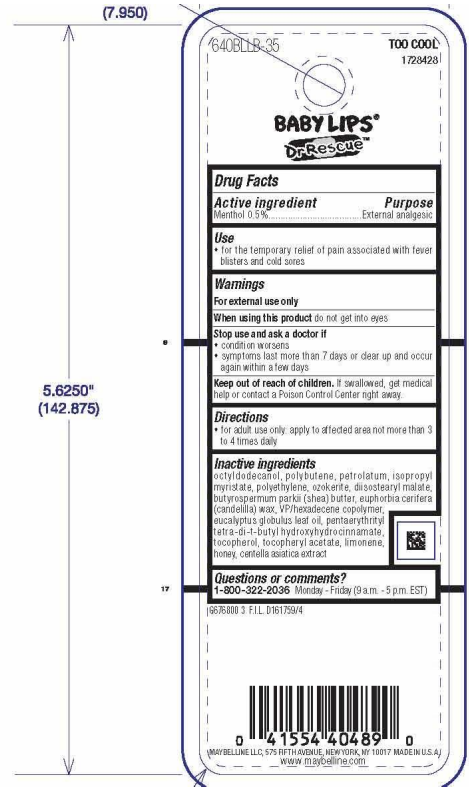 (7.950)
640BLLB-35
TOO COOL
1728428
BABY LIPS®
Dr Rescue™
Drug Facts
Active ingredient Purpose
Menthol 0.5%......................................External analgesic
Use
• for the temporary relief of pain associated with fever
blisters and cold sores
Warnings
For external use only
When using this product do not get into eyes
Stop use and ask a doctor if
• condition worsens
• symptoms last more than 7 days or clear up and occur
again within a few days
Keep out of reach of children. If swallowed, get medical
help or contact a Poison Control Center right away.
5.6250"
(142.875)
Directions
• for adult use only: apply to affected area not more than 3
to 4 times daily
Inactive ingredients
octyldodecanol, polybutene, petrolatum, isopropyl
myristate, polyethylene, ozokerite, diisostearyl malate,
butyrospermum parkii (shea) butter, euphorbia cerifera
(candelilla) wax, VP/hexadecene copolymer,
eucalyptus globulus leaf oil, pentaerythrityl
tetra-di-t-butyl hydroxyhydrocinnamate,
tocopherol, tocopheryl acetate, limonene,
honey, centella asiatica extract
Questions or comments?
17
1-800-322-2036 Monday - Friday (9 a.m. - 5 p.m. EST)
G676800 3 F.I.L. D161759/4
0 41554 40489 0
MAYBELLINE LLC, 575 FIFTH AVENUE, NEW YORK, NY 10017 MADE IN U.S.A.
www.maybelline.com